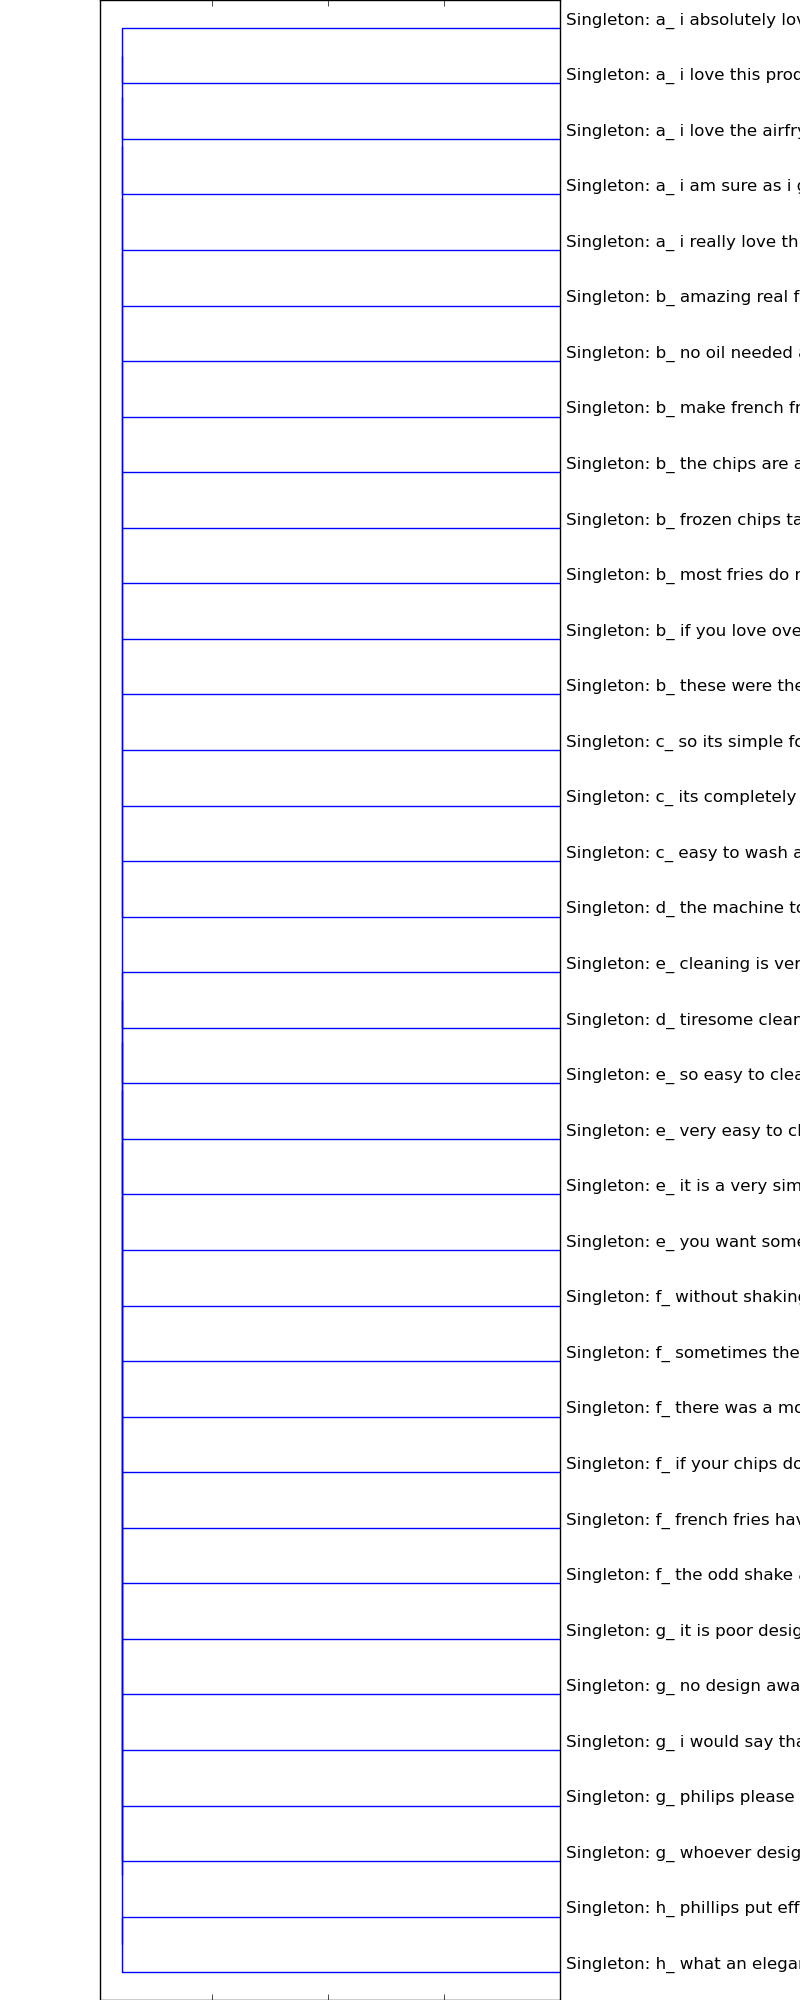 Singleton: a_ i absolutely lov
Singleton: a_ i love this prod
Singleton: a_ i love the airfry
Singleton: a_ i am sure as i g
Singleton: a_ i really love th
Singleton: b_ amazing real f
Singleton: b_ no oil needed a
Singleton: b_ make french fr
Singleton: b_ the chips are a
Singleton: b_ frozen chips ta
Singleton: b_ most fries do n
Singleton: b_ if you love ove
Singleton: b_ these were the
Singleton: c_ so its simple fo
Singleton: c_ its completely
Singleton: c_ easy to wash a
Singleton: d_ the machine to
Singleton: e_ cleaning is ver
Singleton: d_ tiresome clean
Singleton: e_ so easy to clea
Singleton: e_ very easy to cl
Singleton: e_ it is a very sim
Singleton: e_ you want some
Singleton: f_ without shaking
Singleton: f_ sometimes the
Singleton: f_ there was a mo
Singleton: f_ if your chips do
Singleton: f_ french fries hav
Singleton: f_ the odd shake a
Singleton: g_ it is poor desig
Singleton: g_ no design awa
Singleton: g_ i would say tha
Singleton: g_ philips please
Singleton: g_ whoever desig
Singleton: h_ phillips put eff
Singleton: h_ what an elegan